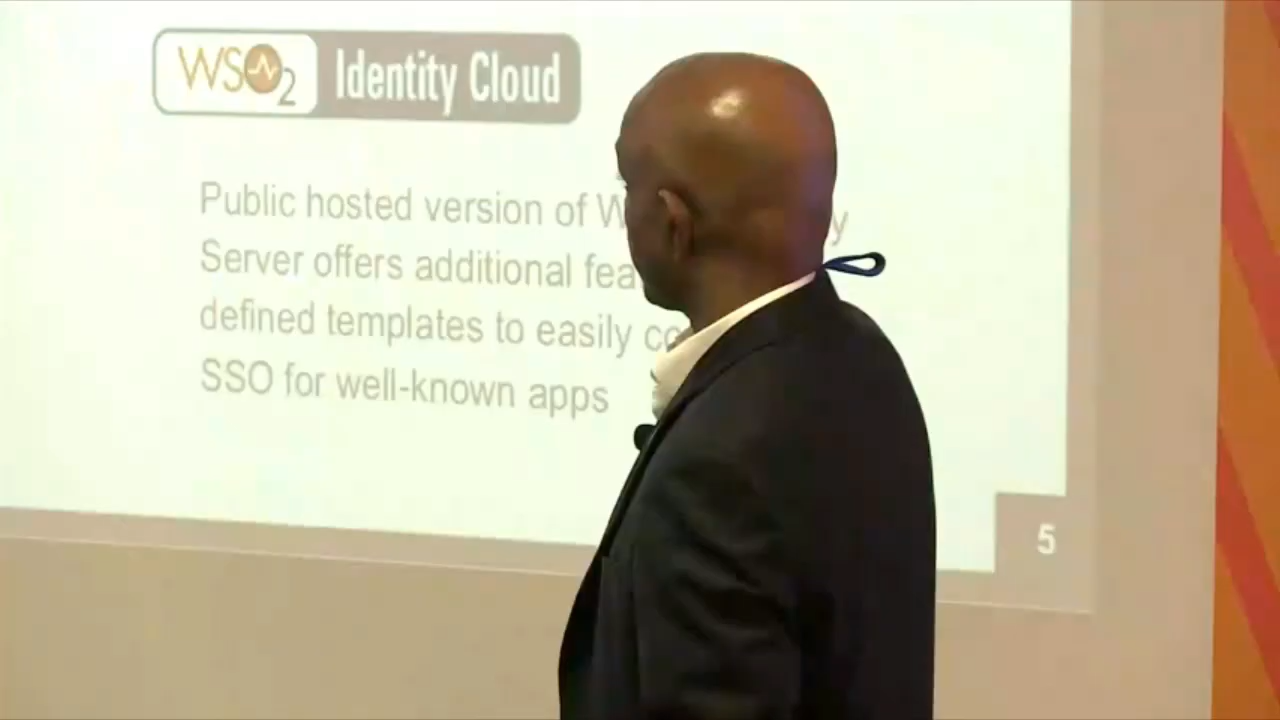 WSO2 Identity Cloud
Public hosted version of
Server offers additional
defined templates to easily
SSO for well-known apps
5